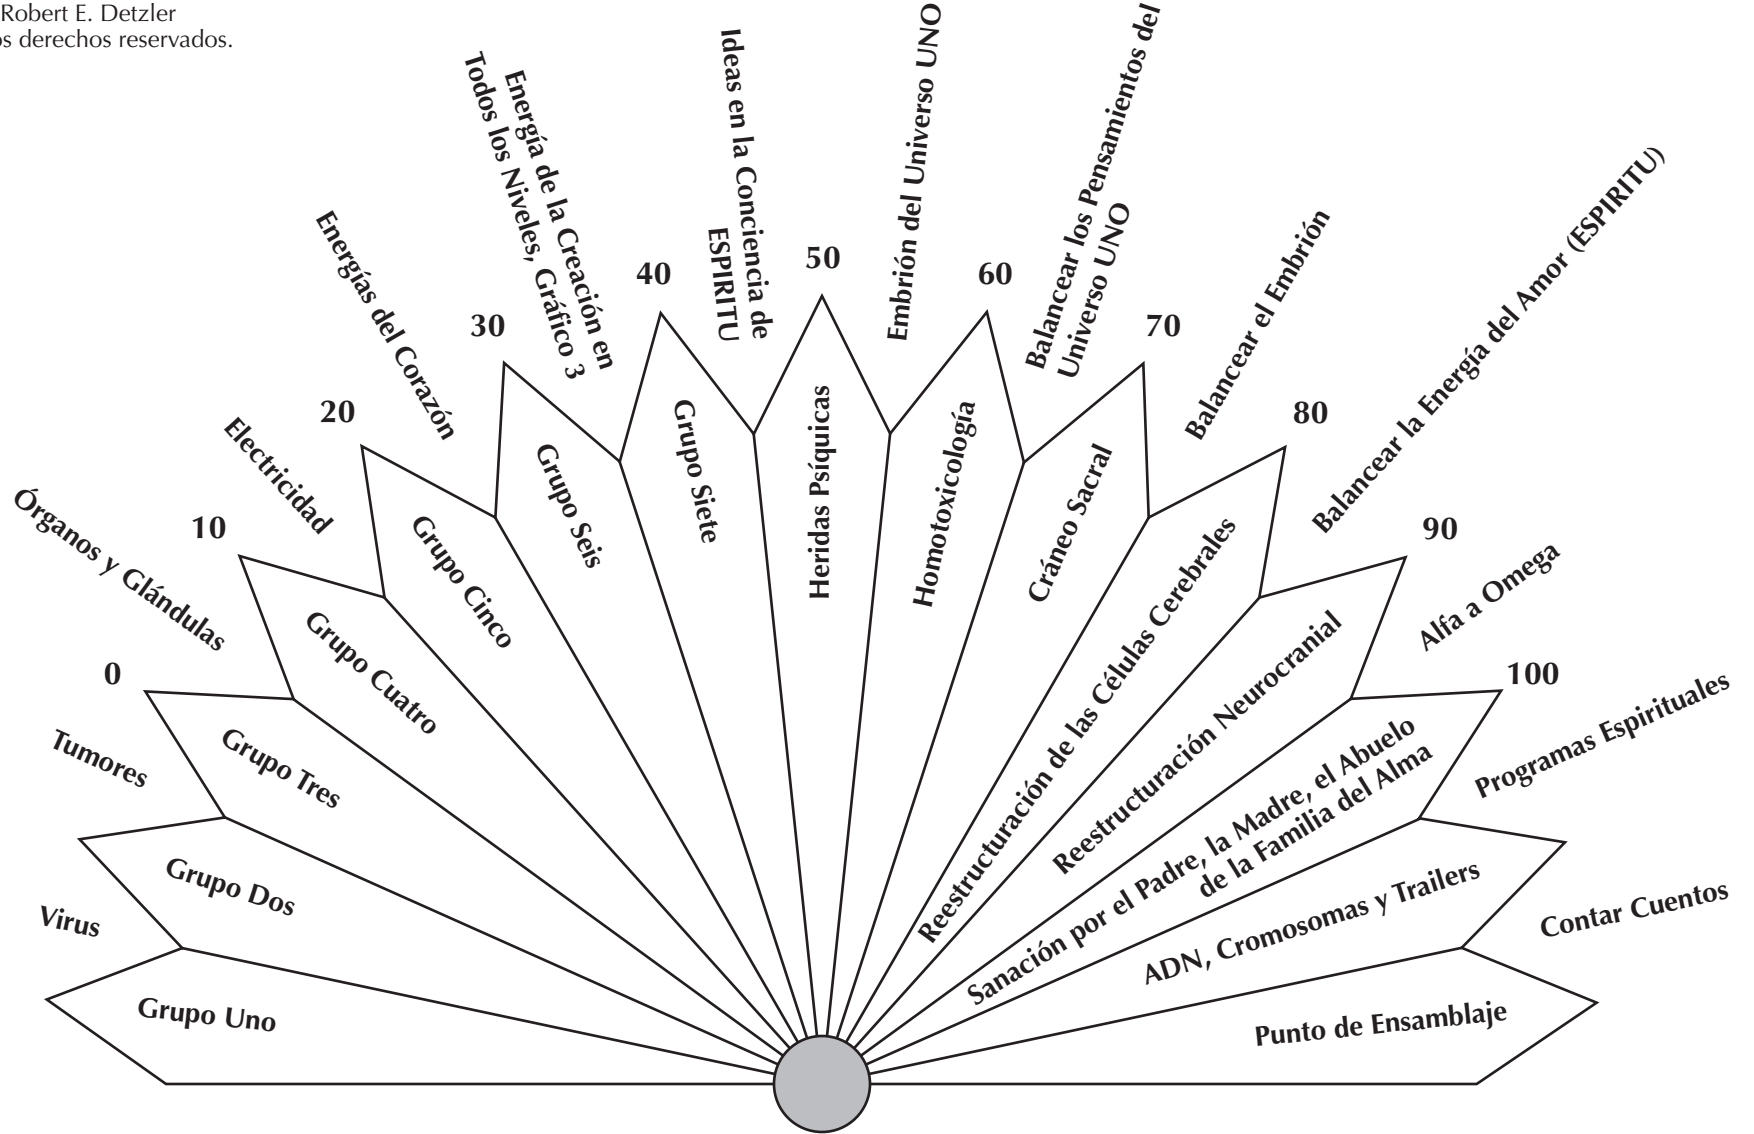 Robert E. Detzler
os derechos reservados.
Virus
Tumores
Órganos y Glándulas
Electricidad
Energías del Corazón
Energía de la Creación en
Todos los Niveles, Gráfico 3
Ideas en la Conciencia de
ESPIRITU
Embrión del Universo UNO
Balancear los Pensamientos del
Universo UNO
Balancear el Embrión
Balancear la Energía del Amor (ESPIRITU)
Alfa a Omega
Programas Espirituales
Contar Cuentos
0
10
20
30
40
50
60
70
80
90
100
Grupo Uno
Grupo Dos
Grupo Tres
Grupo Cuatro
Grupo Cinco
Grupo Seis
Grupo Siete
Heridas Psíquicas
Homotoxicología
Cráneo Sacral
Reestructuración de las Células Cerebrales
Reestructuración Neurocranial
Sanación por el Padre, la Madre, el Abuelo
de la Familia del Alma
ADN, Cromosomas y Trailers
Punto de Ensamblaje